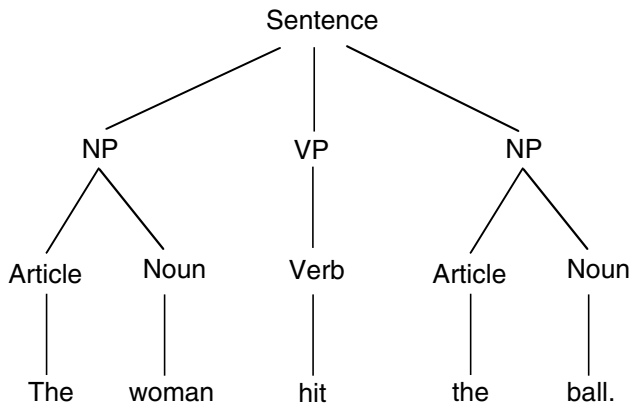 Sentence
NP VP NP
Article Noun Verb Article Noun
The woman hit the ball.